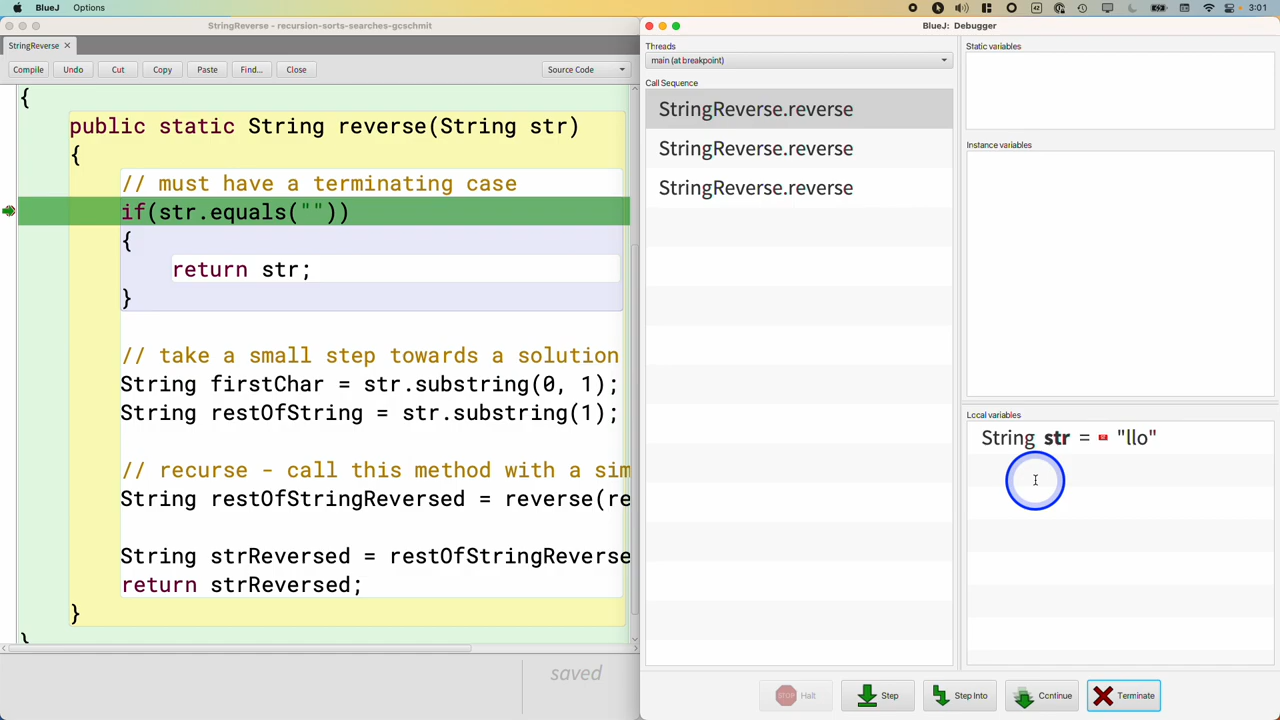 BlueJ Options
42
3:01
StringReverse - recursion-sorts-searches-gcschmit
StringReverse ×
Compile Undo Cut Copy Paste Find... Close Source Code
{
public static String reverse(String str)
{
// must have a terminating case
if(str.equals(""))
{
return str;
}
// take a small step towards a solution
String firstChar = str.substring(0, 1);
String restOfString = str.substring(1);
// recurse - call this method with a sim
String restOfStringReversed = reverse(re
String strReversed = restOfStringReverse
return strReversed;
}
}
saved
BlueJ: Debugger
Threads
main (at breakpoint)
Call Sequence
StringReverse.reverse
StringReverse.reverse
StringReverse.reverse
Static variables
Instance variables
Local variables
String str = "llo"
STOP Halt Step Step Into Continue Terminate